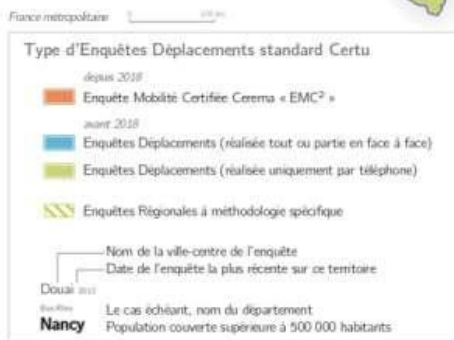 France métropolitaine 0
Type d'Enquêtes Déplacements standard Certu
depuis 2018
Enquête Mobilité Certifiée Cerema « EMC² »
avant 2018
Enquêtes Déplacements (réalisée tout ou partie en face à face)
Enquêtes Déplacements (réalisée uniquement par téléphone)
Enquêtes Régionales à méthodologie spécifique
Nom de la ville-centre de l'enquête
Date de l'enquête la plus récente sur ce territoire
Douai
Le cas échéant, nom du département
Nancy Population couverte supérieure à 500 000 habitants